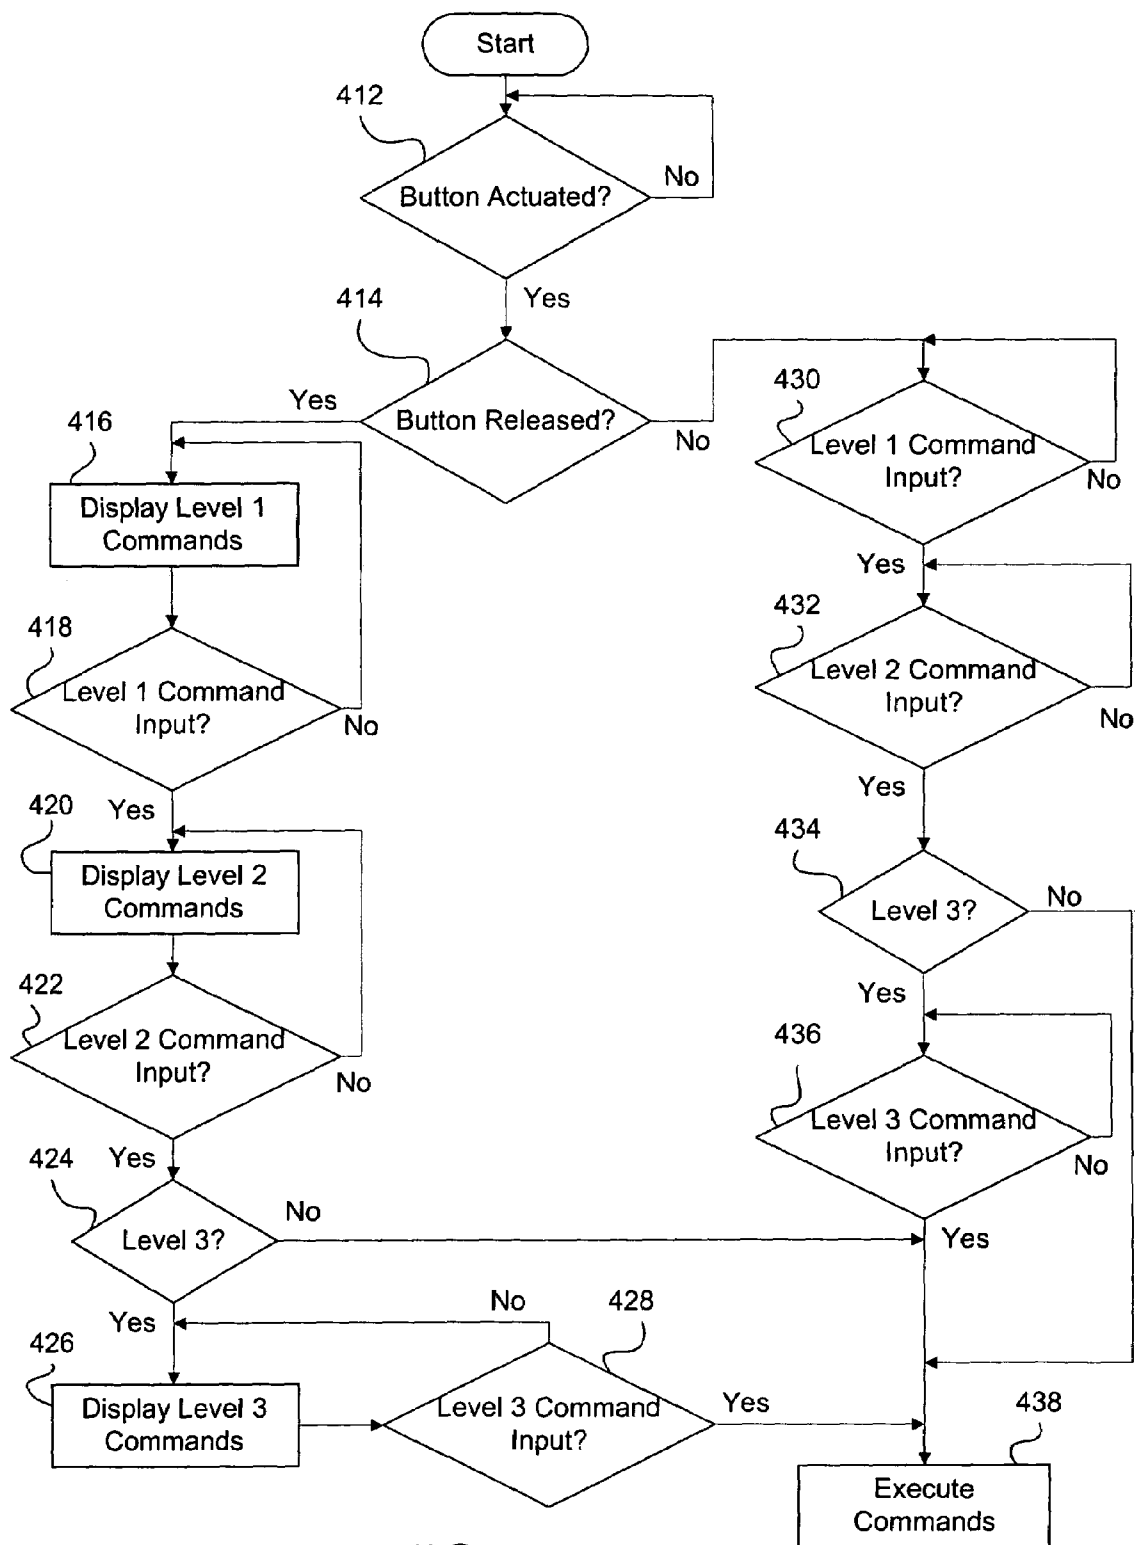 Start
412
Button Actuated?
No
Yes
414
Button Released?
Yes
No
416
Display Level 1
Commands
418
Level 1 Command
Input?
No
Yes
420
Display Level 2
Commands
422
Level 2 Command
Input?
No
Yes
424
Level 3?
No
Yes
426
Display Level 3
Commands
428
Level 3 Command
Input?
No
Yes
430
Level 1 Command
Input?
No
Yes
432
Level 2 Command
Input?
No
Yes
434
Level 3?
No
Yes
436
Level 3 Command
Input?
No
Yes
438
Execute
Commands